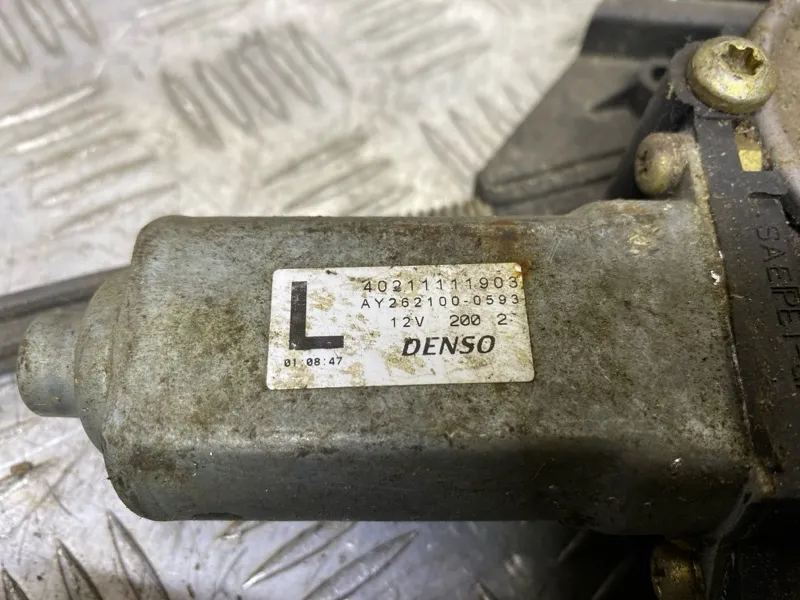 L
40211111903
AY262100-0593
12V 200 2
01:08:47
DENSO